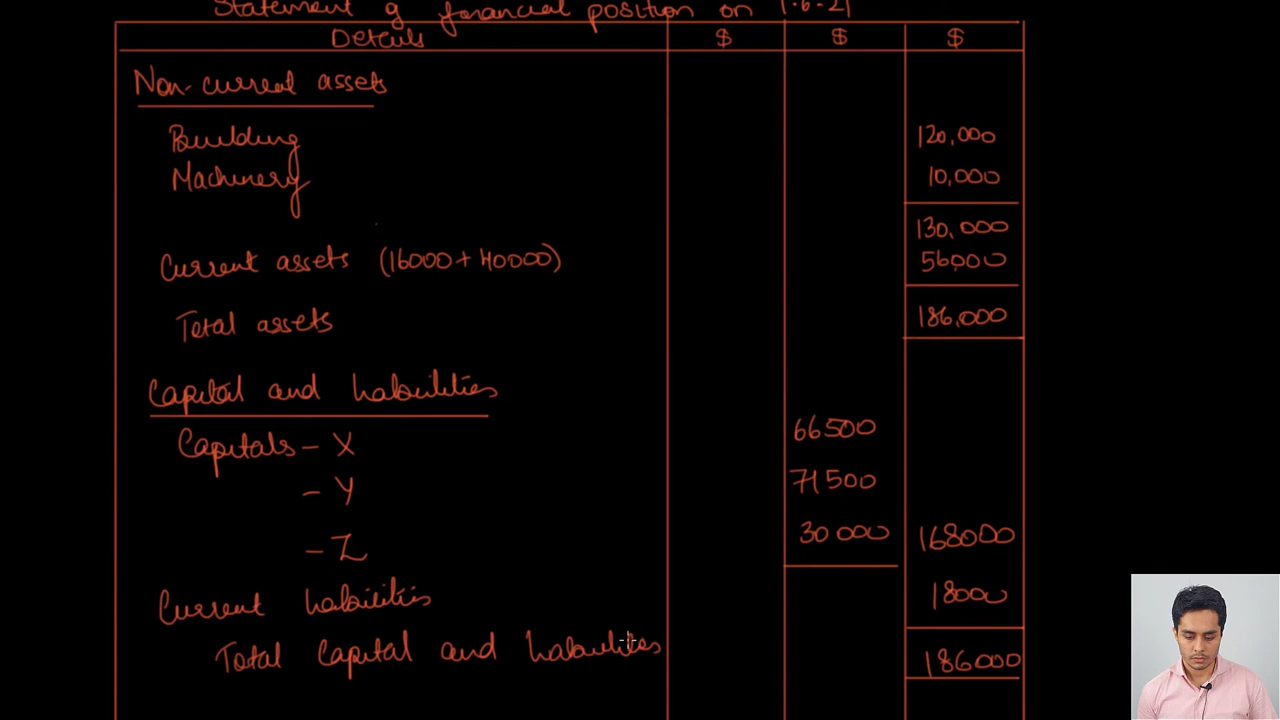 Statement of financial position on 1.6.21
Details $ $ $
Non-current assets
Building 120,000
Machinery 10,000
130,000
Current assets (16000+40000) 56000
Total assets 186,000
Capital and liabilities
Capitals - X 66500
- Y 71500
- Z 30000 168000
Current liabilities 18000
Total Capital and liabilities 186000